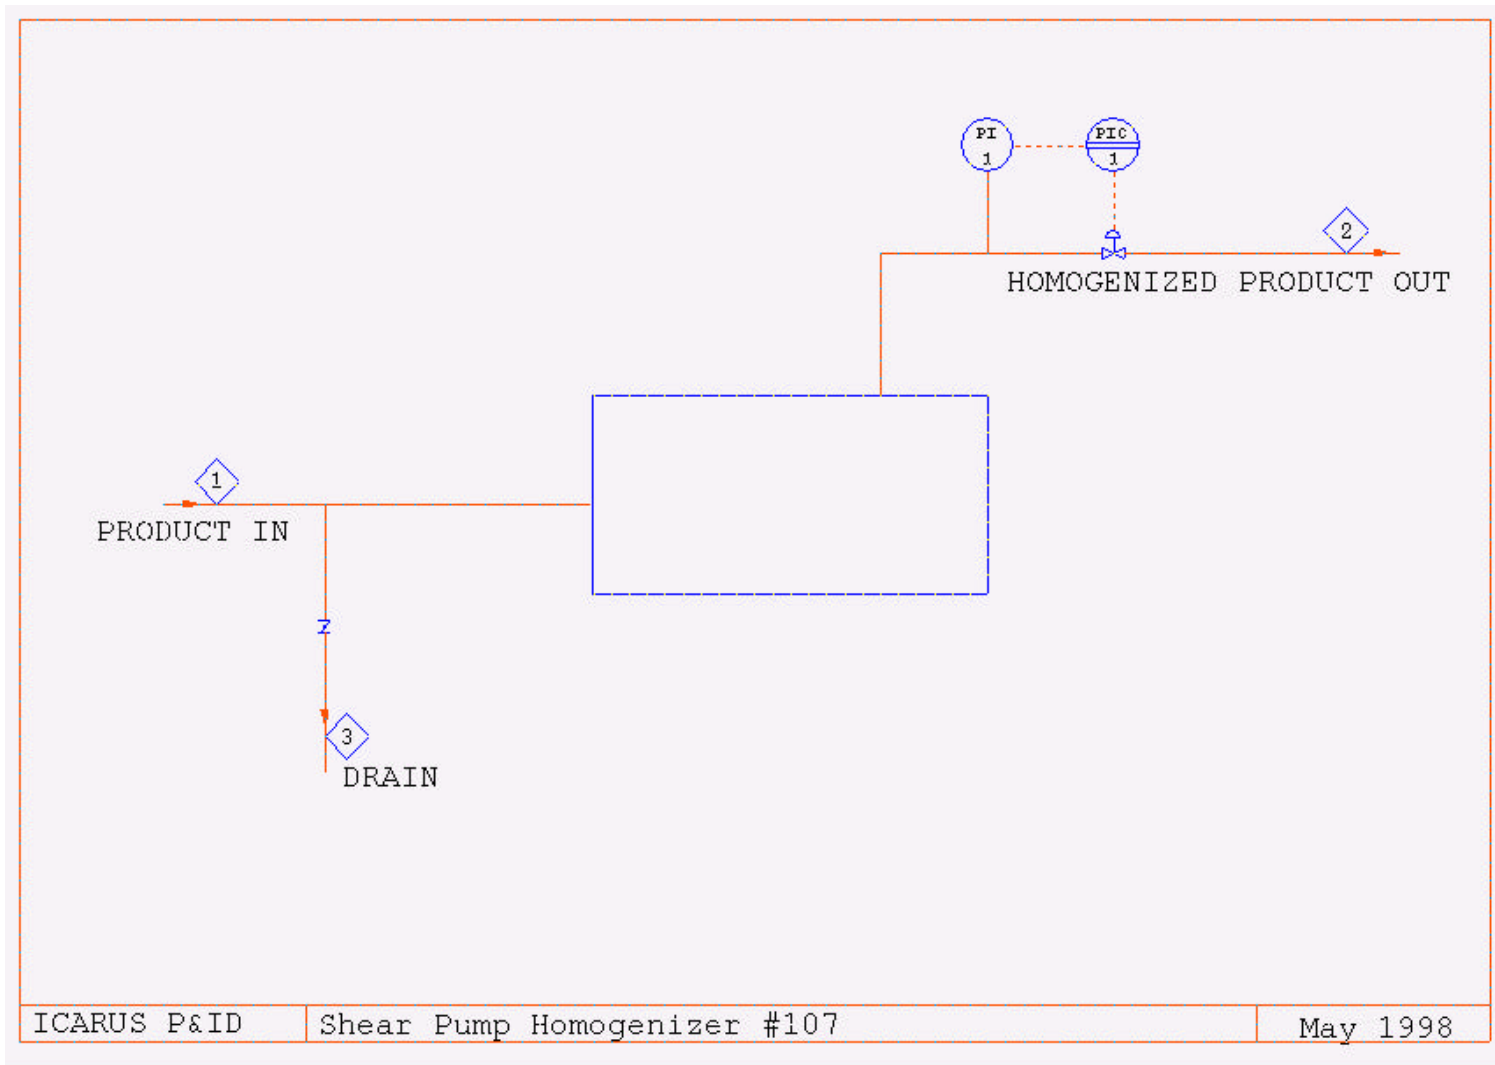 PI
1
PIC
1
2
HOMOGENIZED PRODUCT OUT
1
PRODUCT IN
3
DRAIN
ICARUS P&ID
Shear Pump Homogenizer #107
May 1998